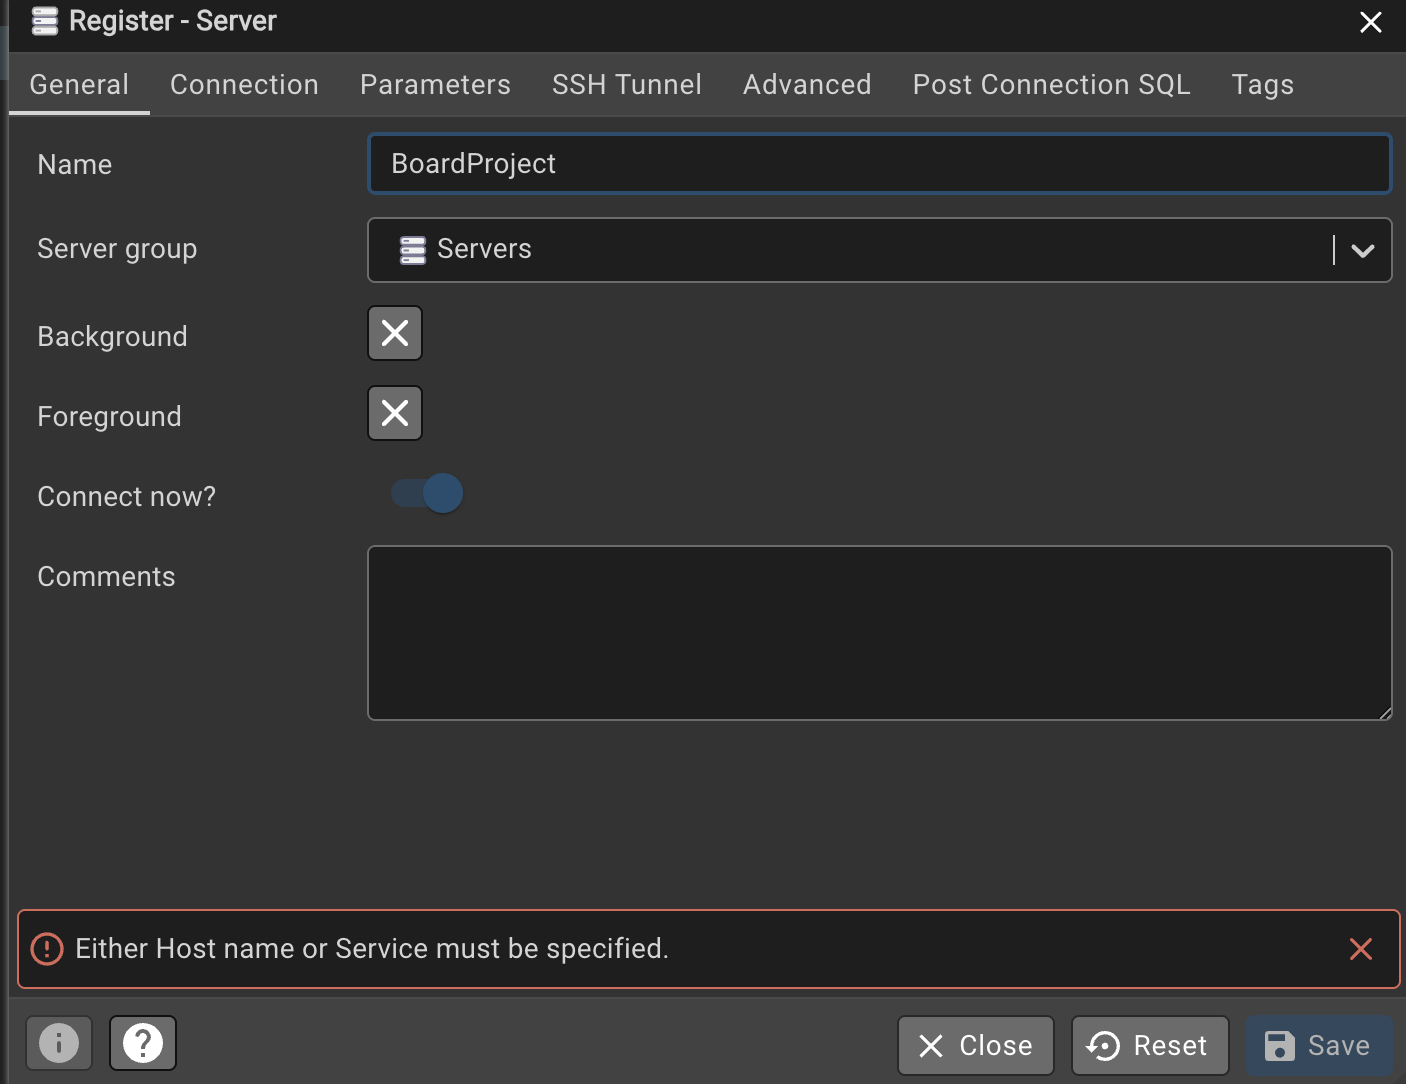 Register - Server
General Connection Parameters SSH Tunnel Advanced Post Connection SQL Tags
Name BoardProject
Server group Servers
Background
Foreground
Connect now?
Comments
Either Host name or Service must be specified.
Close Reset Save